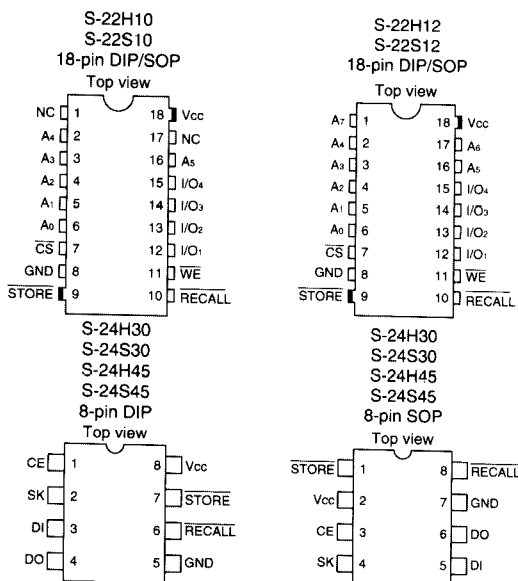 S-22H10
S-22S10
18-pin DIP/SOP
Top view
NC 1 18 Vcc
A4 2 17 NC
A3 3 16 A5
A2 4 15 I/O4
A1 5 14 I/O3
A0 6 13 I/O2
CS 7 12 I/O1
GND 8 11 WE
STORE 9 10 RECALL
S-22H12
S-22S12
18-pin DIP/SOP
Top view
A7 1 18 Vcc
A4 2 17 A6
A3 3 16 A5
A2 4 15 I/O4
A1 5 14 I/O3
A0 6 13 I/O2
CS 7 12 I/O1
GND 8 11 WE
STORE 9 10 RECALL
S-24H30
S-24S30
S-24H45
S-24S45
8-pin DIP
Top view
CE 1 8 Vcc
SK 2 7 STORE
DI 3 6 RECALL
DO 4 5 GND
S-24H30
S-24S30
S-24H45
S-24S45
8-pin SOP
Top view
STORE 1 8 RECALL
Vcc 2 7 GND
CE 3 6 DO
SK 4 5 DI